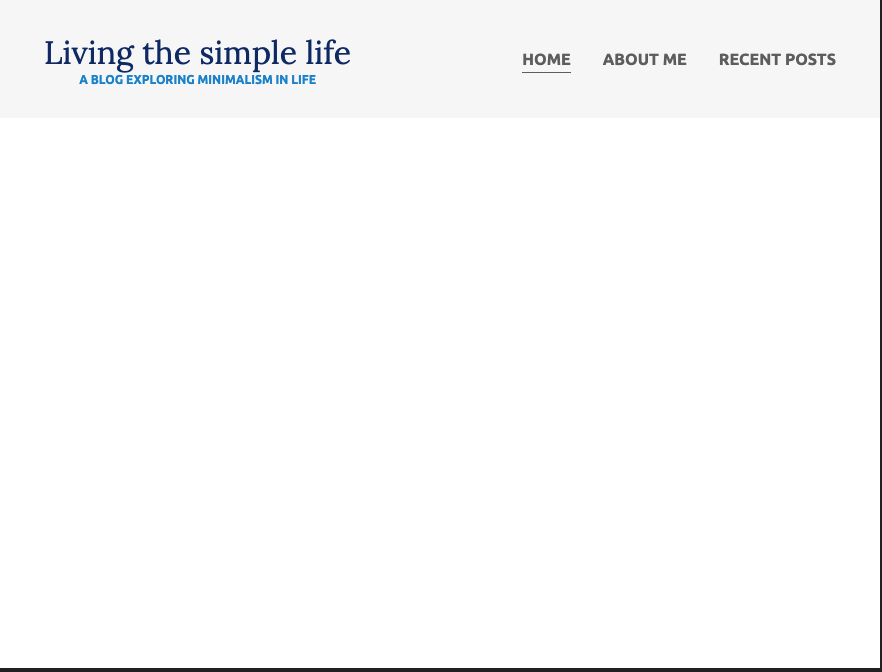 Living the simple life
A BLOG EXPLORING MINIMALISM IN LIFE
HOME ABOUT ME RECENT POSTS